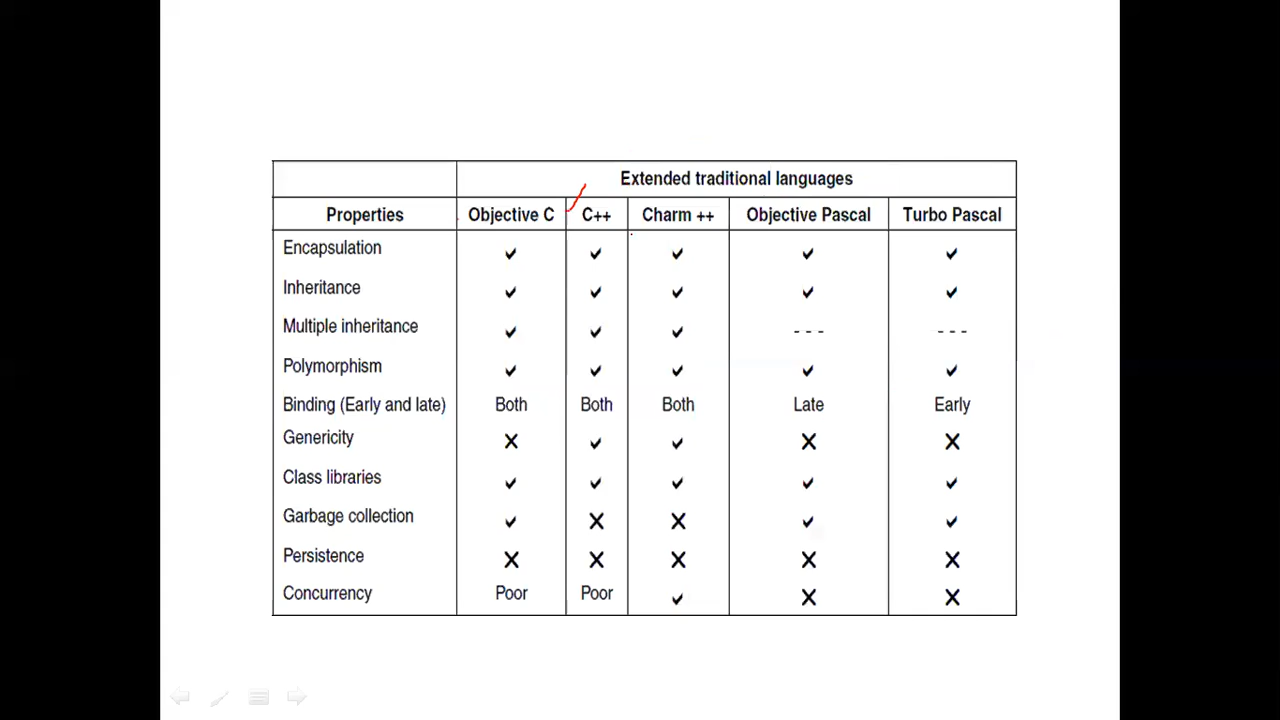 Extended traditional languages
Properties Objective C C++ Charm ++ Objective Pascal Turbo Pascal
Encapsulation ✓ ✓ ✓ ✓ ✓
Inheritance ✓ ✓ ✓ ✓ ✓
Multiple inheritance ✓ ✓ ✓ - - - - - -
Polymorphism ✓ ✓ ✓ ✓ ✓
Binding (Early and late) Both Both Both Late Early
Genericity X ✓ ✓ X X
Class libraries ✓ ✓ ✓ ✓ ✓
Garbage collection ✓ X X ✓ ✓
Persistence X X X X X
Concurrency Poor Poor ✓ X X